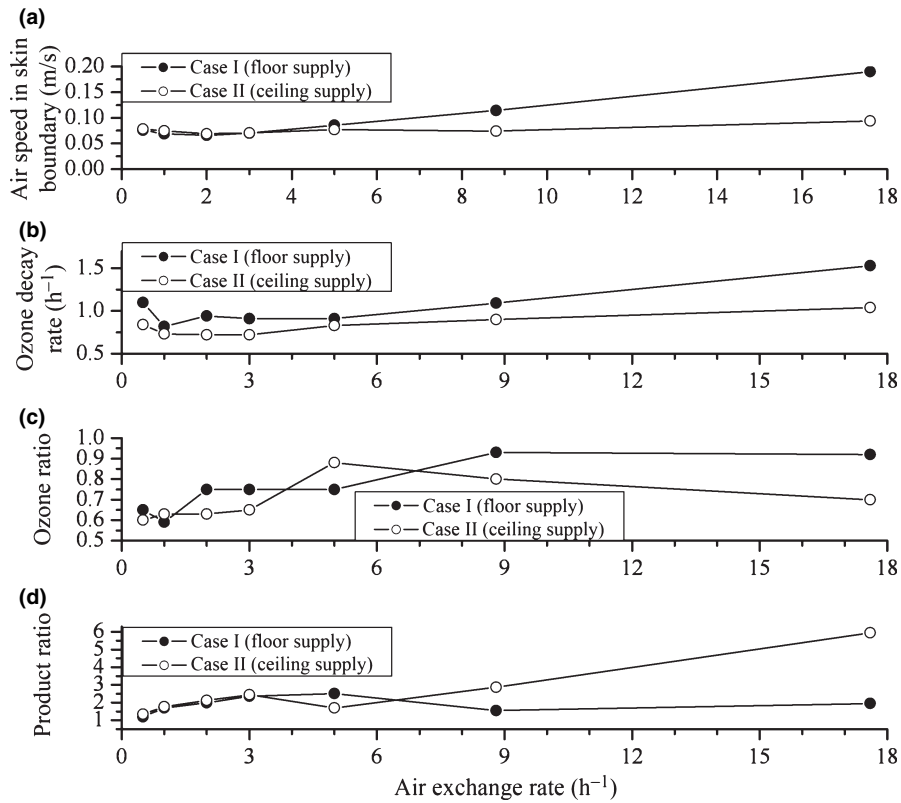 (a)
Air speed in skin
boundary (m/s)
0.20
0.15
0.10
0.05
0.00
Case I (floor supply)
Case II (ceiling supply)
2 4 6 8 10 12 14 16 18
(b)
Ozone decay
rate (h⁻¹)
1.5
1.0
0.5
Case I (floor supply)
Case II (ceiling supply)
0 3 6 9 12 15 18
(c)
Ozone ratio
1.0
0.9
0.8
0.7
0.6
0.5
Case I (floor supply)
Case II (ceiling supply)
0 3 6 9 12 15 18
(d)
Product ratio
6
5
4
3
2
1
Case I (floor supply)
Case II (ceiling supply)
0 3 6 9 12 15 18
Air exchange rate (h⁻¹)